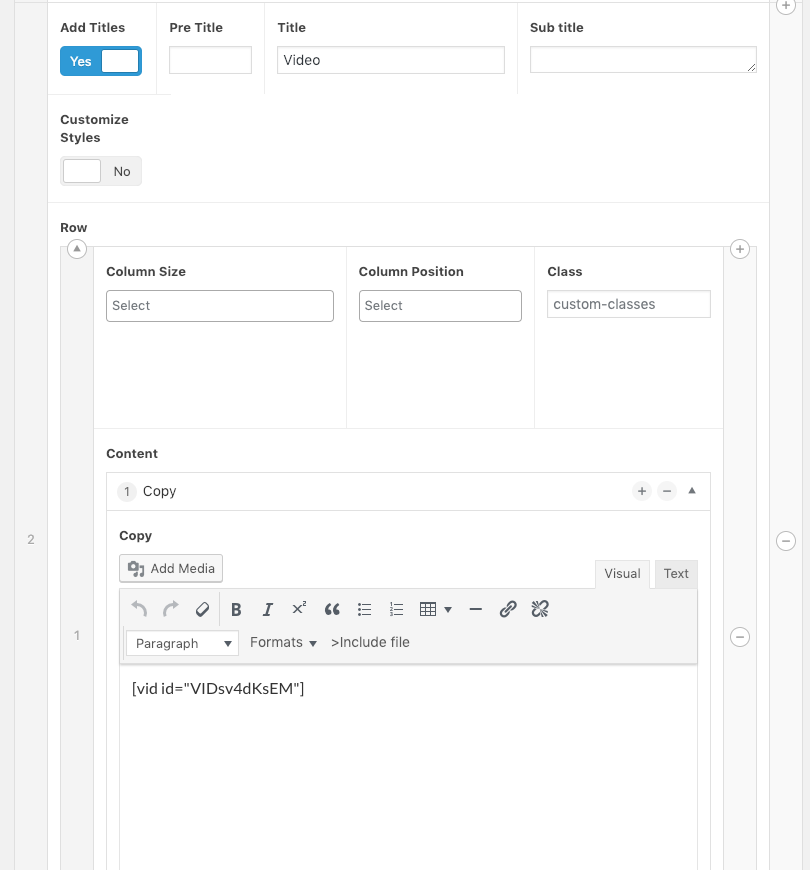 Add Titles
Pre Title
Title
Sub title
Yes
Video
Customize
Styles
No
Row
Column Size
Column Position
Class
Select
Select
custom-classes
Content
1 Copy
2
Copy
Add Media
Visual
Text
B I X²
1
Paragraph
Formats
>Include file
[vid id="VIDsv4dKsEM"]